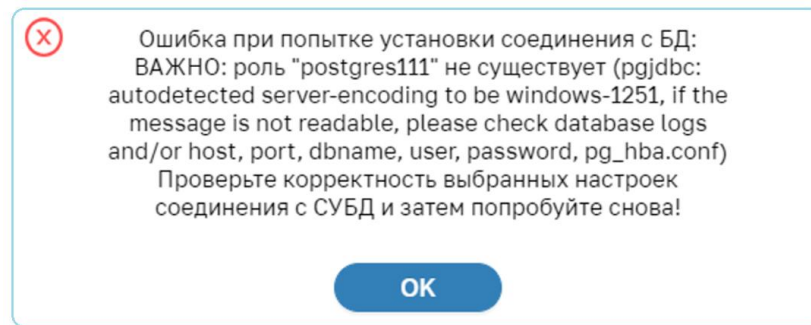 Ошибка при попытке установки соединения с БД:
ВАЖНО: роль "postgres111" не существует (pgjdbc:
autodetected server-encoding to be windows-1251, if the
message is not readable, please check database logs
and/or host, port, dbname, user, password, pg_hba.conf)
Проверьте корректность выбранных настроек
соединения с СУБД и затем попробуйте снова!
OK